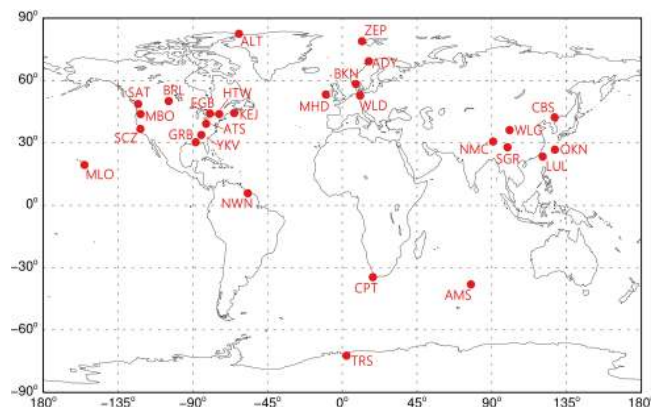 90°
60°
30°
0°
−30°
−60°
−90°
ZEP
ALT
ADY
BKN
HTW
BRL
SAT
EGB
MHD
WLD
CBS
MBO
KEJ
SCZ
ATS
WLG
GRB
YKV
NMC
OKN
SGR
LUL
MLO
NWN
CPT
AMS
TRS
180°
−135°
−90°
−45°
0°
45°
90°
135°
180°